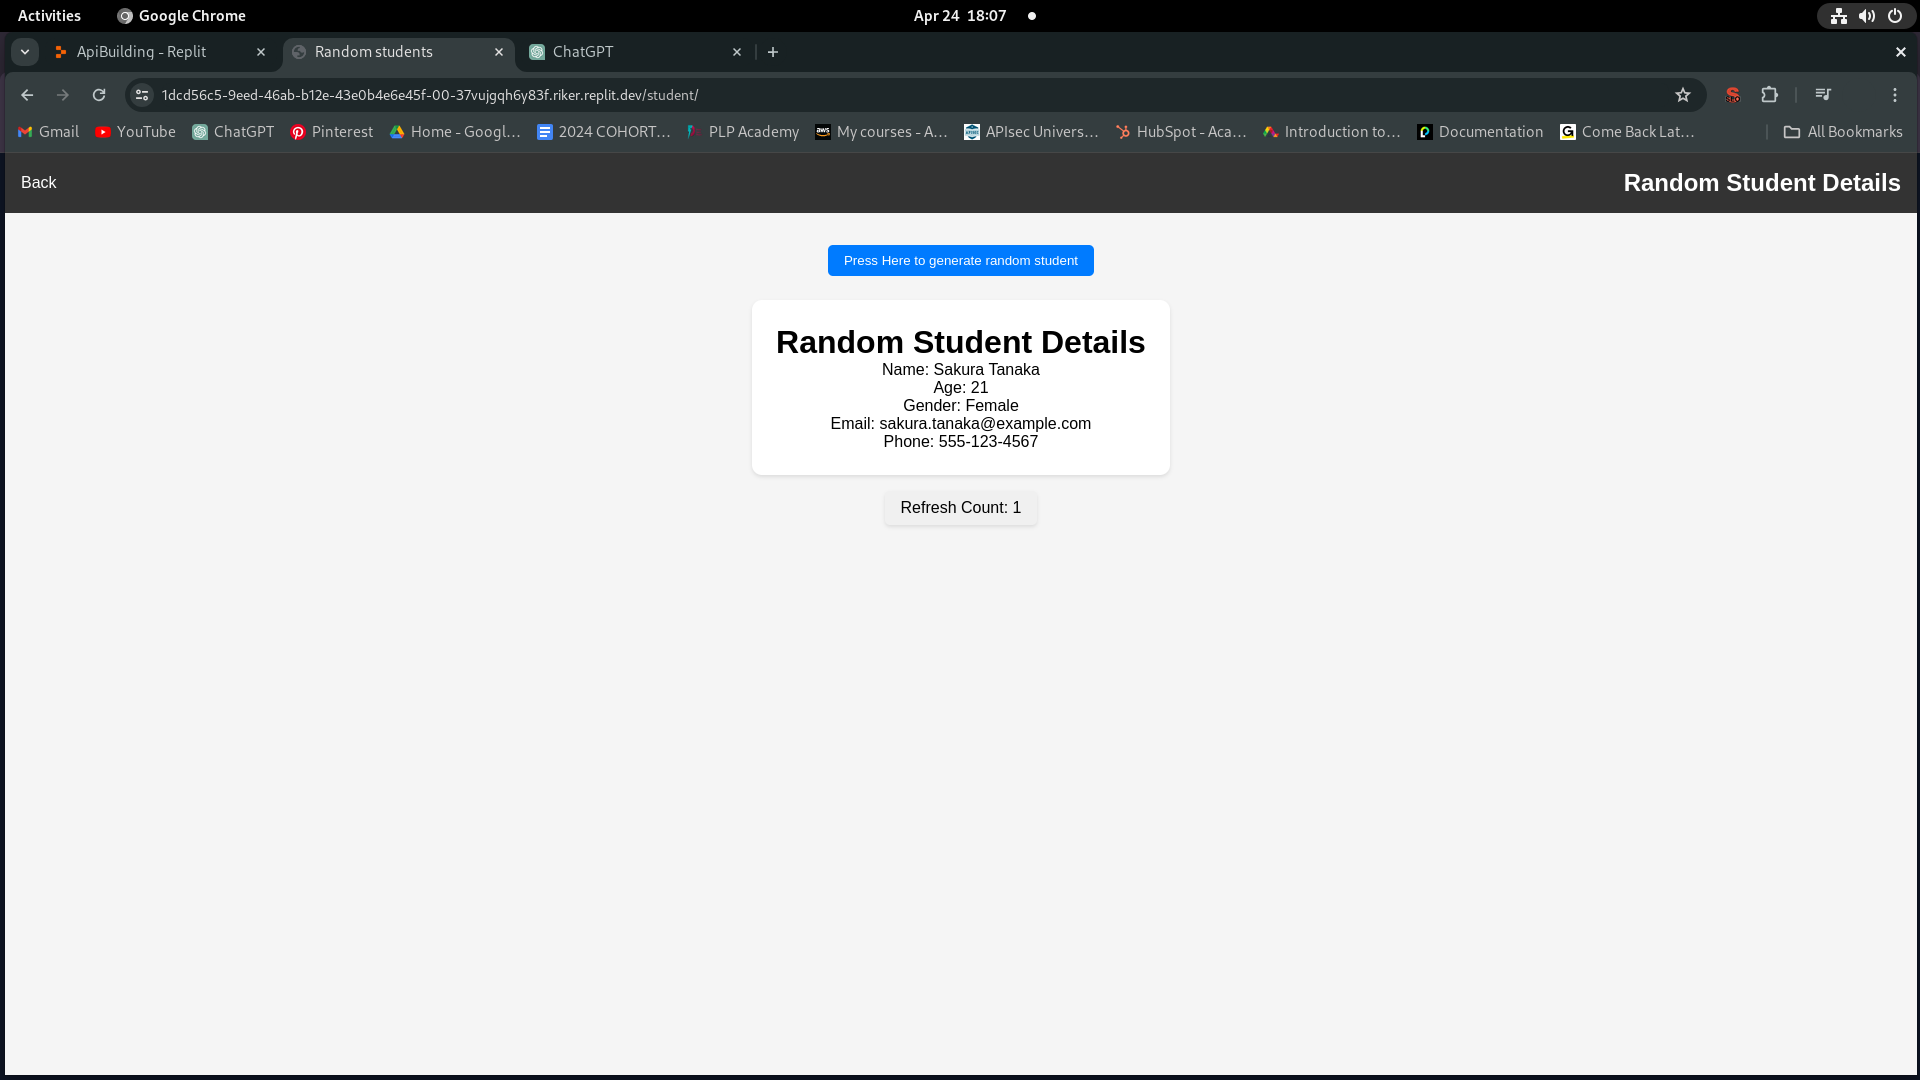 Activities Google Chrome Apr 24 18:07
ApiBuilding - Replit Random students ChatGPT
1dcd56c5-9eed-46ab-b12e-43e0b4e6e45f-00-37vujgqh6y83f.riker.replit.dev/student/
Gmail YouTube ChatGPT Pinterest Home - Googl... 2024 COHORT... PLP Academy My courses - A... APIsec Univers... HubSpot - Aca... Introduction to... Documentation Come Back Lat... All Bookmarks
Back Random Student Details
Press Here to generate random student
Random Student Details
Name: Sakura Tanaka
Age: 21
Gender: Female
Email: sakura.tanaka@example.com
Phone: 555-123-4567
Refresh Count: 1